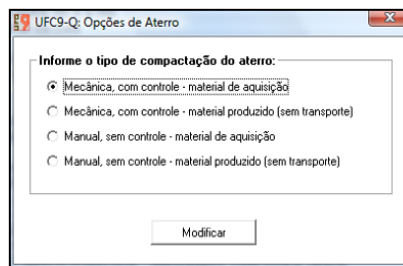 UFC9-Q: Opções de Aterro
Informe o tipo de compactação do aterro:
Mecânica, com controle - material de aquisição
Mecânica, com controle - material produzido (sem transporte)
Manual, sem controle - material de aquisição
Manual, sem controle - material produzido (sem transporte)
Modificar